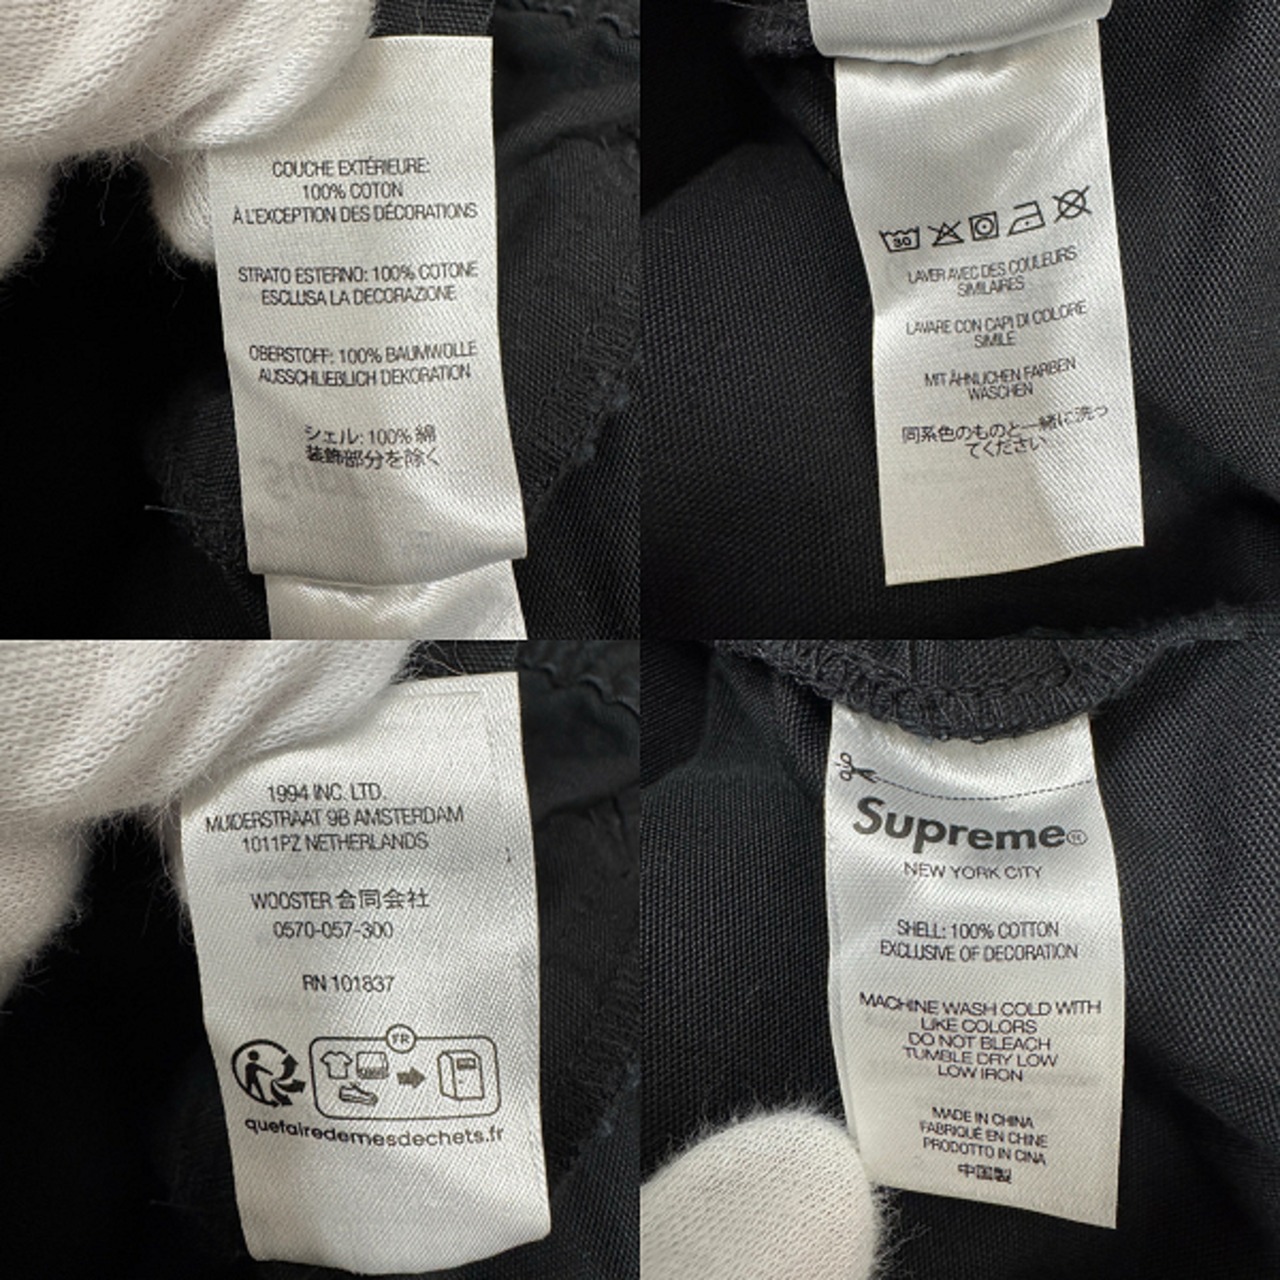 COUCHE EXTÉRIEURE:
100% COTON
À L'EXCEPTION DES DÉCORATIONS
STRATO ESTERNO: 100% COTONE
ESCLUSA LA DECORAZIONE
OBERSTOFF: 100% BAUMWOLLE
AUSSCHLIEBLICH DEKORATION
シェル: 100% 綿
装飾部分を除く
30
LAVER AVEC DES COULEURS
SIMILAIRES
LAVARE CON CAPI DI COLORE
SIMILE
MIT ÄHNLICHEN FARBEN
WASCHEN
同系色のものと一緒に洗っ
てください
1994 INC. LTD.
MUIDERSTRAAT 9B AMSTERDAM
1011PZ NETHERLANDS
WOOSTER 合同会社
0570-057-300
RN 101837
FR
quefairedemesdechets.fr
Supreme®
NEW YORK CITY
SHELL: 100% COTTON
EXCLUSIVE OF DECORATION
MACHINE WASH COLD WITH
LIKE COLORS
DO NOT BLEACH
TUMBLE DRY LOW
LOW IRON
MADE IN CHINA
FABRIQUÉ EN CHINE
PRODOTTO IN CINA
中国製